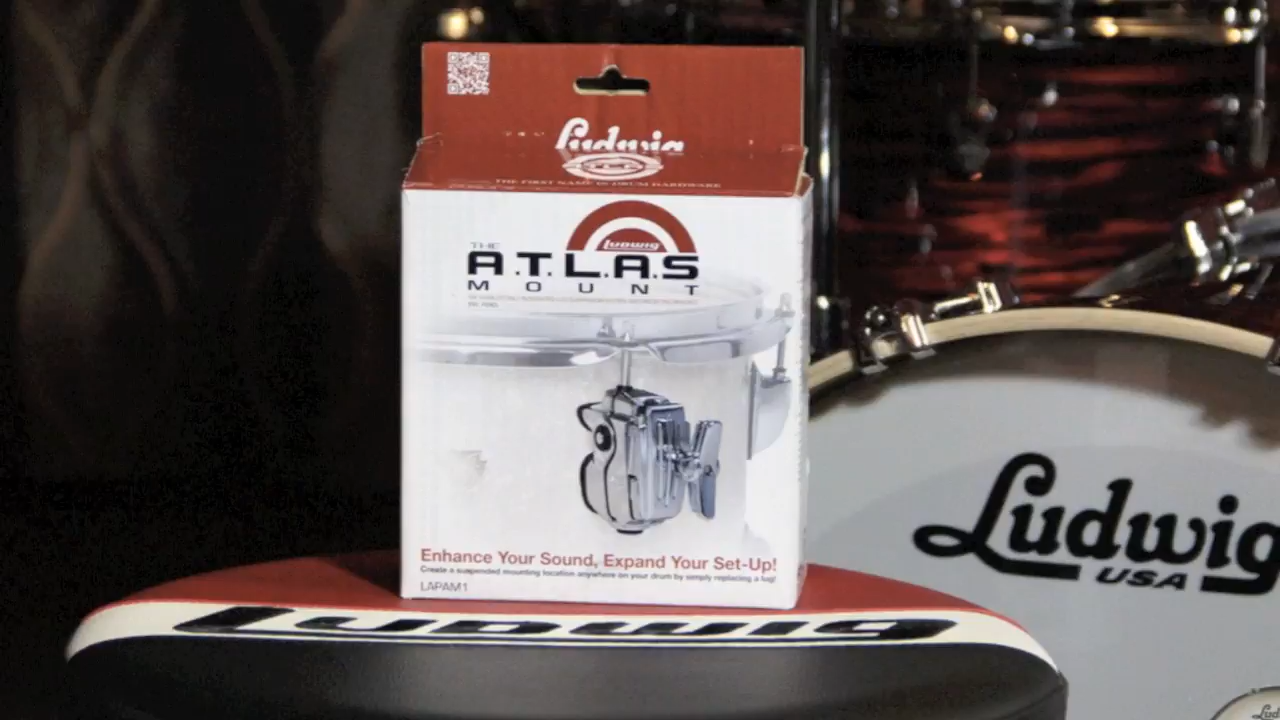 Ludwig
THE FIRST NAME IN DRUM HARDWARE
Ludwig
THE
A.T.L.A.S
MOUNT
Enhance Your Sound, Expand Your Set-Up!
Create a suspended mounting location anywhere on your drum by simply replacing a lug!
LAPAM1
LUDWIG
Ludwig
USA
Lud